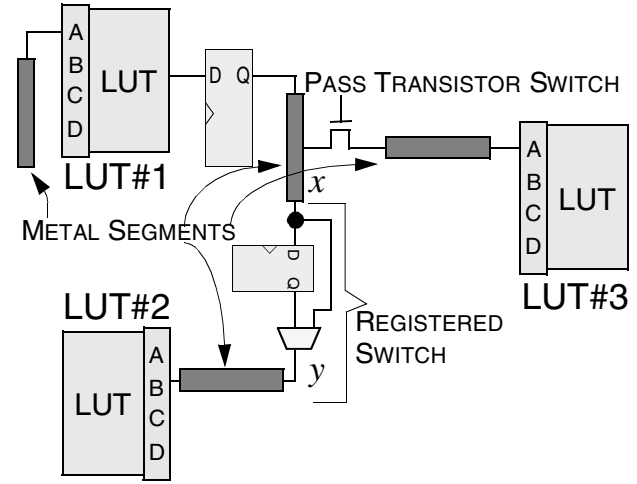 A
B
C
D
LUT
LUT#1
D Q
PASS TRANSISTOR SWITCH
A
B
C
D
LUT
LUT#3
x
METAL SEGMENTS
D
Q
REGISTERED
SWITCH
y
LUT#2
LUT
A
B
C
D